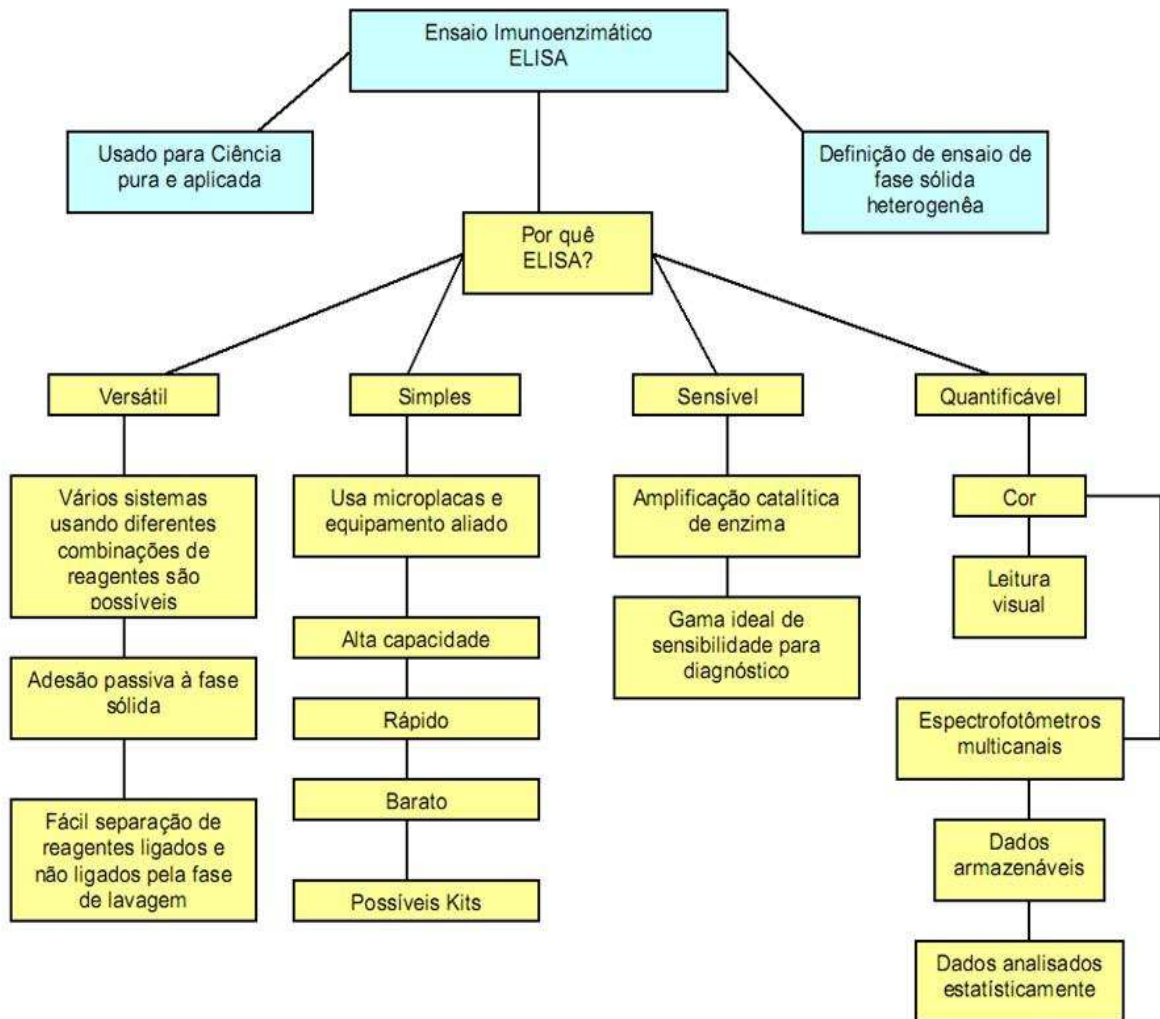 Ensaio Imunoenzimático
ELISA
Usado para Ciência
pura e aplicada
Definição de ensaio de
fase sólida
heterogenêa
Por quê
ELISA?
Versátil
Vários sistemas
usando diferentes
combinações de
reagentes são
possíveis
Adesão passiva à fase
sólida
Fácil separação de
reagentes ligados e
não ligados pela fase
de lavagem
Simples
Usa microplacas e
equipamento aliado
Alta capacidade
Rápido
Barato
Possíveis Kits
Sensível
Amplificação catalítica
de enzima
Gama ideal de
sensibilidade para
diagnóstico
Quantificável
Cor
Leitura
visual
Espectrofotômetros
multicanais
Dados
armazenáveis
Dados analisados
estatísticamente